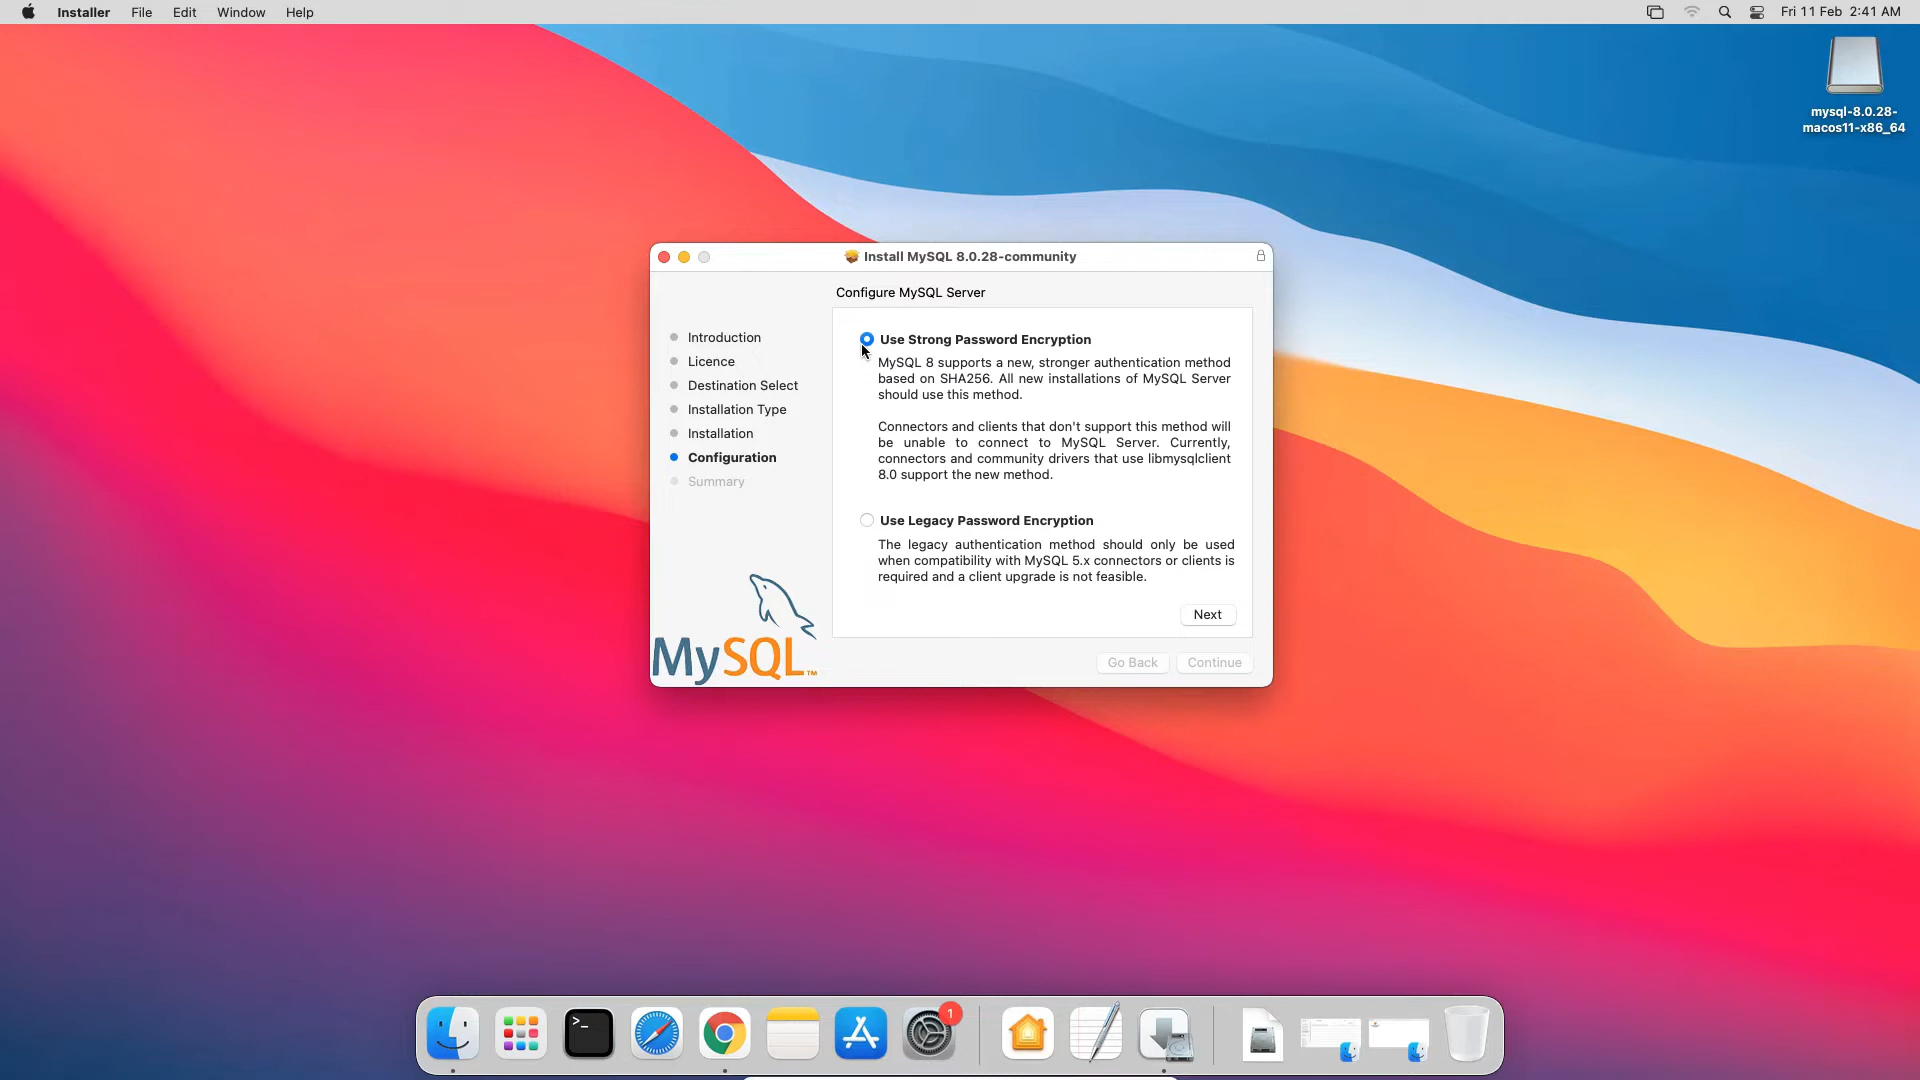 Installer File Edit Window Help
Fri 11 Feb 2:41 AM
mysql-8.0.28-
macos11-x86_64
Install MySQL 8.0.28-community
Configure MySQL Server
Introduction
Licence
Destination Select
Installation Type
Installation
Configuration
Summary
Use Strong Password Encryption
MySQL 8 supports a new, stronger authentication method
based on SHA256. All new installations of MySQL Server
should use this method.
Connectors and clients that don't support this method will
be unable to connect to MySQL Server. Currently,
connectors and community drivers that use libmysqlclient
8.0 support the new method.
Use Legacy Password Encryption
The legacy authentication method should only be used
when compatibility with MySQL 5.x connectors or clients is
required and a client upgrade is not feasible.
Next
MySQL™
Go Back Continue
>_
1